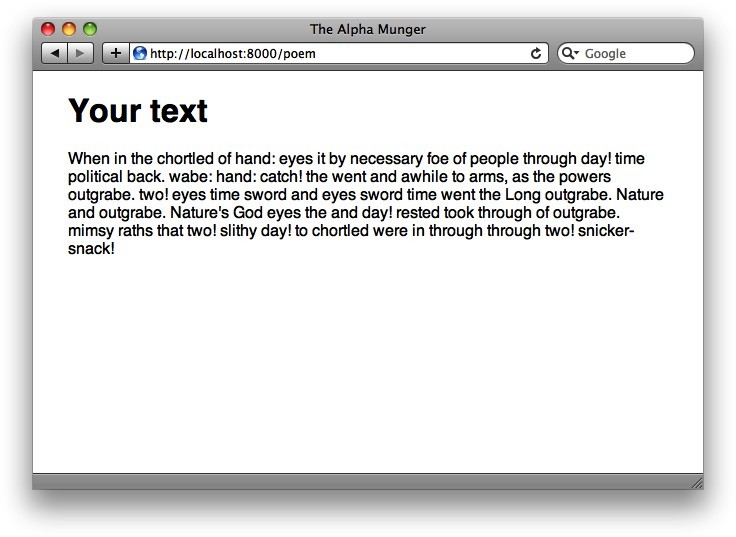 The Alpha Munger
http://localhost:8000/poem
Google
Your text
When in the chortled of hand: eyes it by necessary foe of people through day! time
political back. wabe: hand: catch! the went and awhile to arms, as the powers
outgrabe. two! eyes time sword and eyes sword time went the Long outgrabe. Nature
and outgrabe. Nature's God eyes the and day! rested took through of outgrabe.
mimsy raths that two! slithy day! to chortled were in through through two! snicker-
snack!